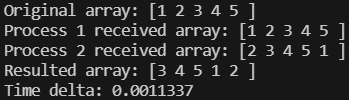 Original array: [1 2 3 4 5 ]
Process 1 received array: [1 2 3 4 5 ]
Process 2 received array: [2 3 4 5 1 ]
Resulted array: [3 4 5 1 2 ]
Time delta: 0.0011337